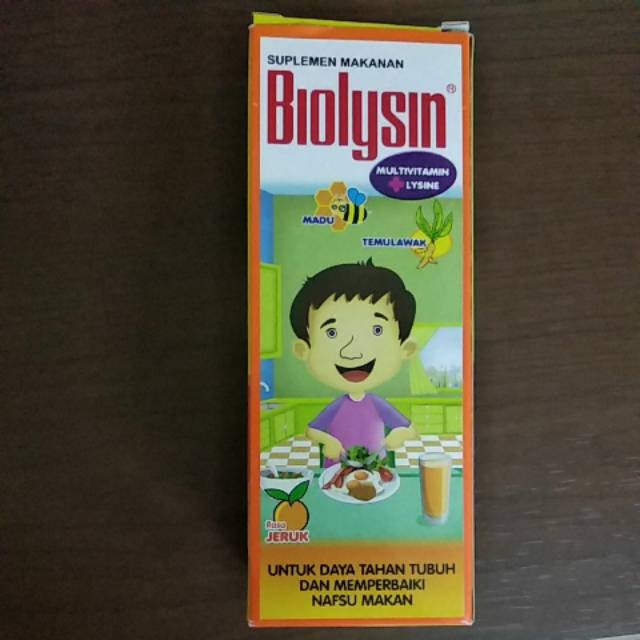 SUPLEMEN MAKANAN
Biolysin®
MULTIVITAMIN
+ LYSINE
MADU
TEMULAWAK
Rasa
JERUK
UNTUK DAYA TAHAN TUBUH
DAN MEMPERBAIKI
NAFSU MAKAN